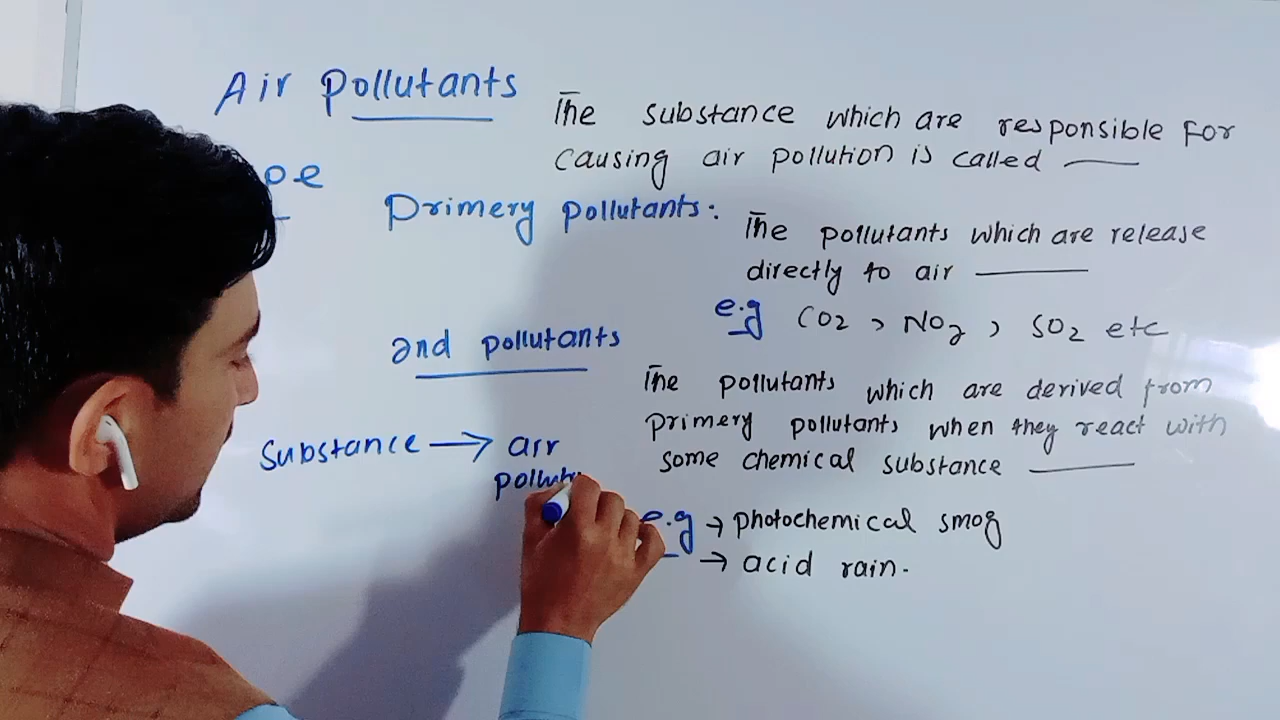 Air Pollutants
The substance which are responsible for
causing air pollution is called
Primery pollutants:
The pollutants which are release
directly to air
e.g CO2, NO2, SO2 etc
2nd pollutants
The pollutants which are derived from
primery pollutants when they react with
some chemical substance
Substance → air
e.g → photochemical smog
→ acid rain.